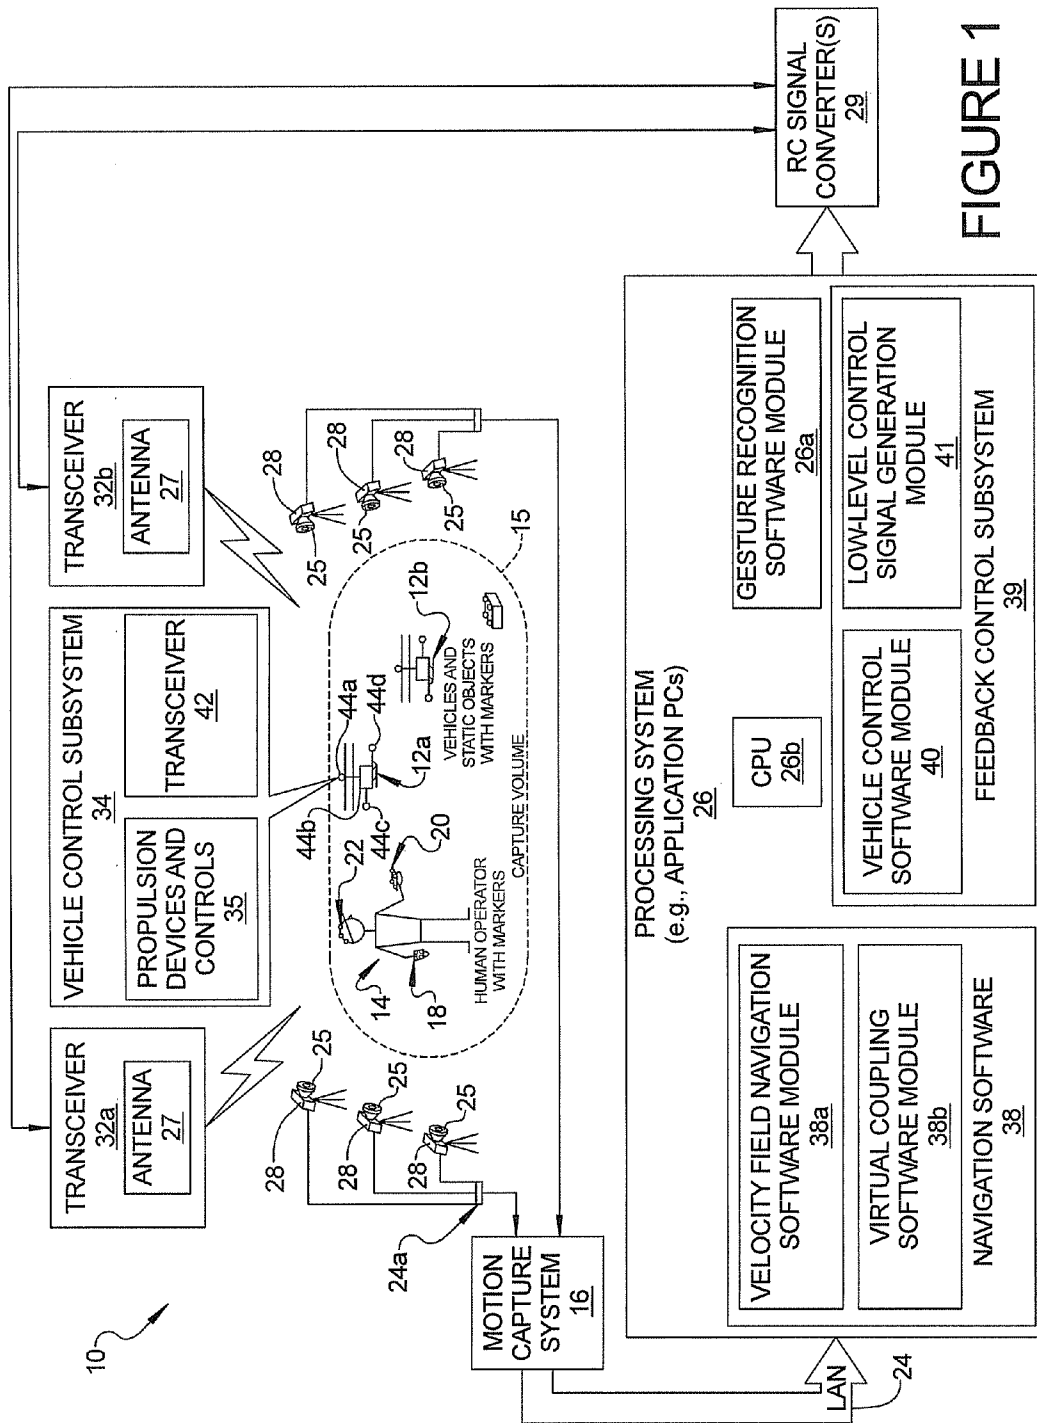 10
TRANSCEIVER
32a
ANTENNA
27
VEHICLE CONTROL SUBSYSTEM
34
PROPULSION
DEVICES AND
CONTROLS
35
TRANSCEIVER
42
TRANSCEIVER
32b
ANTENNA
27
28
25
28
25
28
25
24a
22
14
18
20
HUMAN OPERATOR
WITH MARKERS
CAPTURE VOLUME
44a
44b
44c
44d
12a
12b
VEHICLES AND
STATIC OBJECTS
WITH MARKERS
15
28
25
28
25
28
25
MOTION
CAPTURE
SYSTEM
16
LAN
24
PROCESSING SYSTEM
(e.g., APPLICATION PCs)
26
VELOCITY FIELD NAVIGATION
SOFTWARE MODULE
38a
VIRTUAL COUPLING
SOFTWARE MODULE
38b
NAVIGATION SOFTWARE
38
CPU
26b
GESTURE RECOGNITION
SOFTWARE MODULE
26a
VEHICLE CONTROL
SOFTWARE MODULE
40
LOW-LEVEL CONTROL
SIGNAL GENERATION
MODULE
41
FEEDBACK CONTROL SUBSYSTEM
39
RC SIGNAL
CONVERTER(S)
29
FIGURE 1